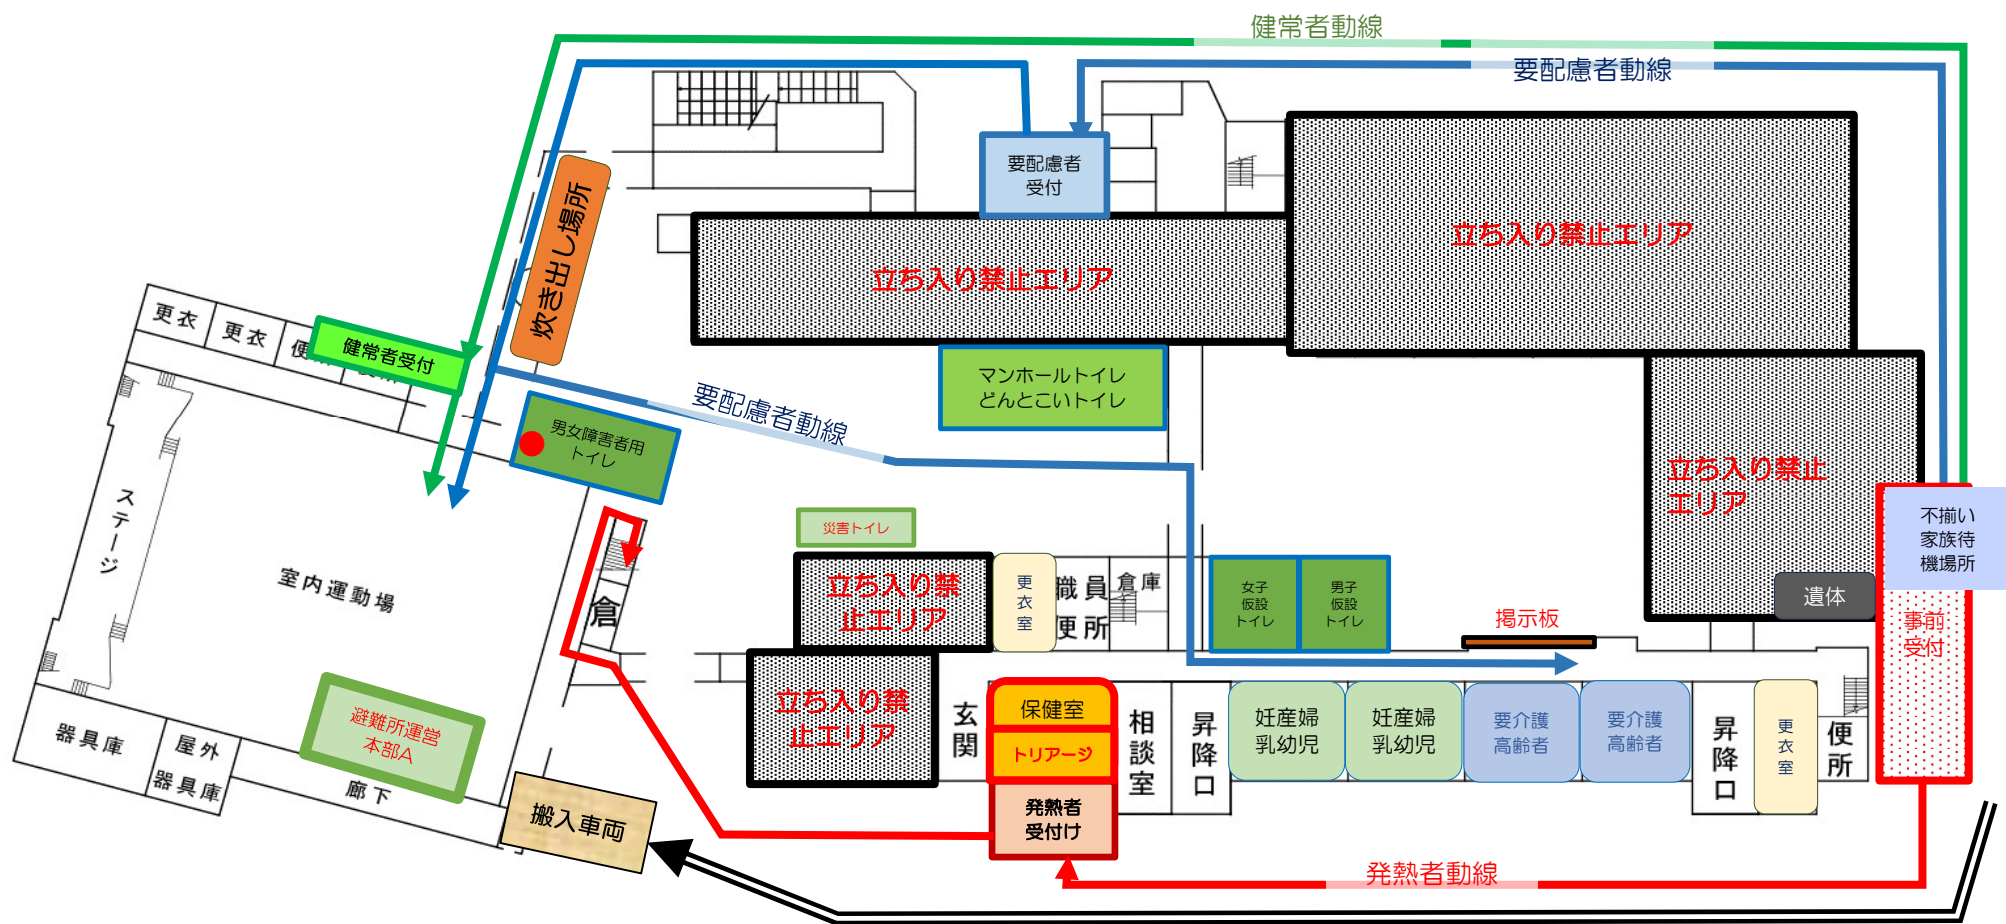 健常者動線
要配慮者動線
要配慮者
受付
立ち入り禁止エリア
立ち入り禁止エリア
炊き出し場所
更衣
更衣
健常者受付
マンホールトイレ
どんとこいトイレ
要配慮者動線
男女障害者用
トイレ
立ち入り禁止
エリア
不揃い
家族待
機場所
遺体
事前
受付
ステージ
室内運動場
災害トイレ
立ち入り禁
止エリア
更衣室
職員
便所
倉庫
倉
女子
仮設
トイレ
男子
仮設
トイレ
掲示板
立ち入り禁
止エリア
玄関
保健室
トリアージ
発熱者
受付け
相談室
昇降口
妊産婦
乳幼児
妊産婦
乳幼児
要介護
高齢者
要介護
高齢者
昇降口
更衣室
便所
避難所運営
本部A
器具庫
屋外
器具庫
廊下
搬入車両
発熱者動線